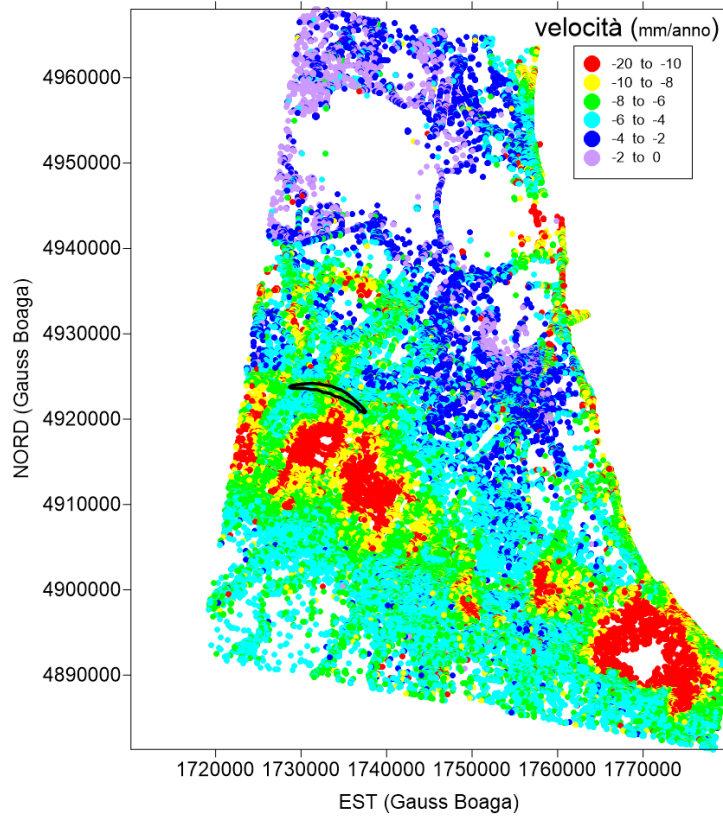 velocità (mm/anno)
-20 to -10
-10 to -8
-8 to -6
-6 to -4
-4 to -2
-2 to 0
NORD (Gauss Boaga)
4960000
4950000
4940000
4930000
4920000
4910000
4900000
4890000
1720000 1730000 1740000 1750000 1760000 1770000
EST (Gauss Boaga)